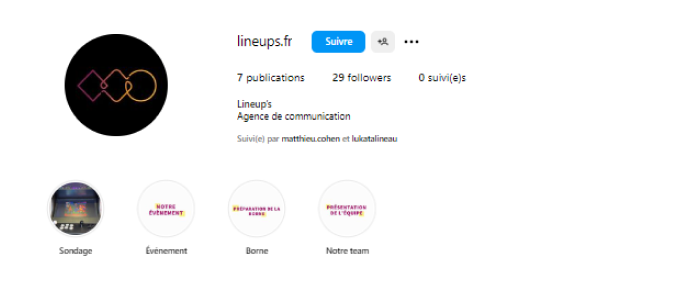 lineups.fr Suivre
7 publications 29 followers 0 suivi(e)s
Lineup's
Agence de communication
Suivi(e) par matthieu.cohen et lukatalineau
NOTRE
ÉVÈNEMENT
PRÉPARATION DE LA
BORNE
PRÉSENTATION
DE L'ÉQUIPE
Sondage Événement Borne Notre team